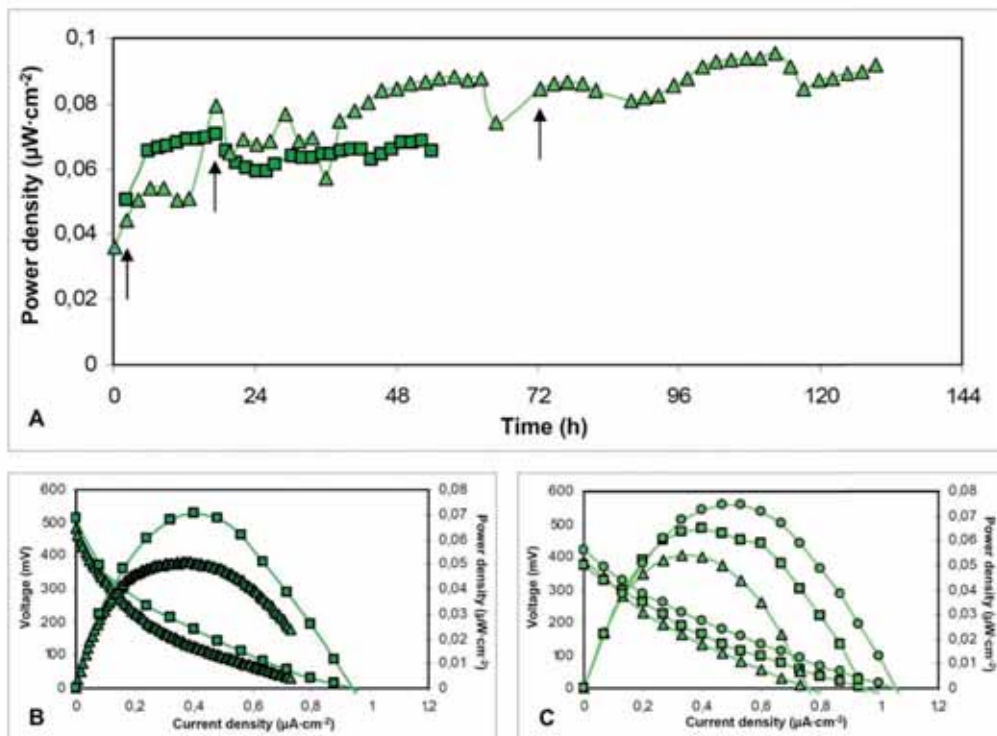 0,1
0,08
0,06
0,04
0,02
0
Power density (µW·cm⁻²)
0 24 48 72 96 120 144
A Time (h)
600 0,08
500 0,07
0,06
400 0,05
300 0,04
200 0,03
0,02
100 0,01
0 0
Voltage (mV)
Power density (µW·cm⁻²)
0 0,2 0,4 0,6 0,8 1 1,2
B Current density (µA·cm⁻²)
600 0,08
500 0,07
0,06
400 0,05
300 0,04
200 0,03
0,02
100 0,01
0 0
Voltage (mV)
Power density (µW·cm⁻²)
0 0,2 0,4 0,6 0,8 1 1,2
C Current density (µA·cm⁻²)